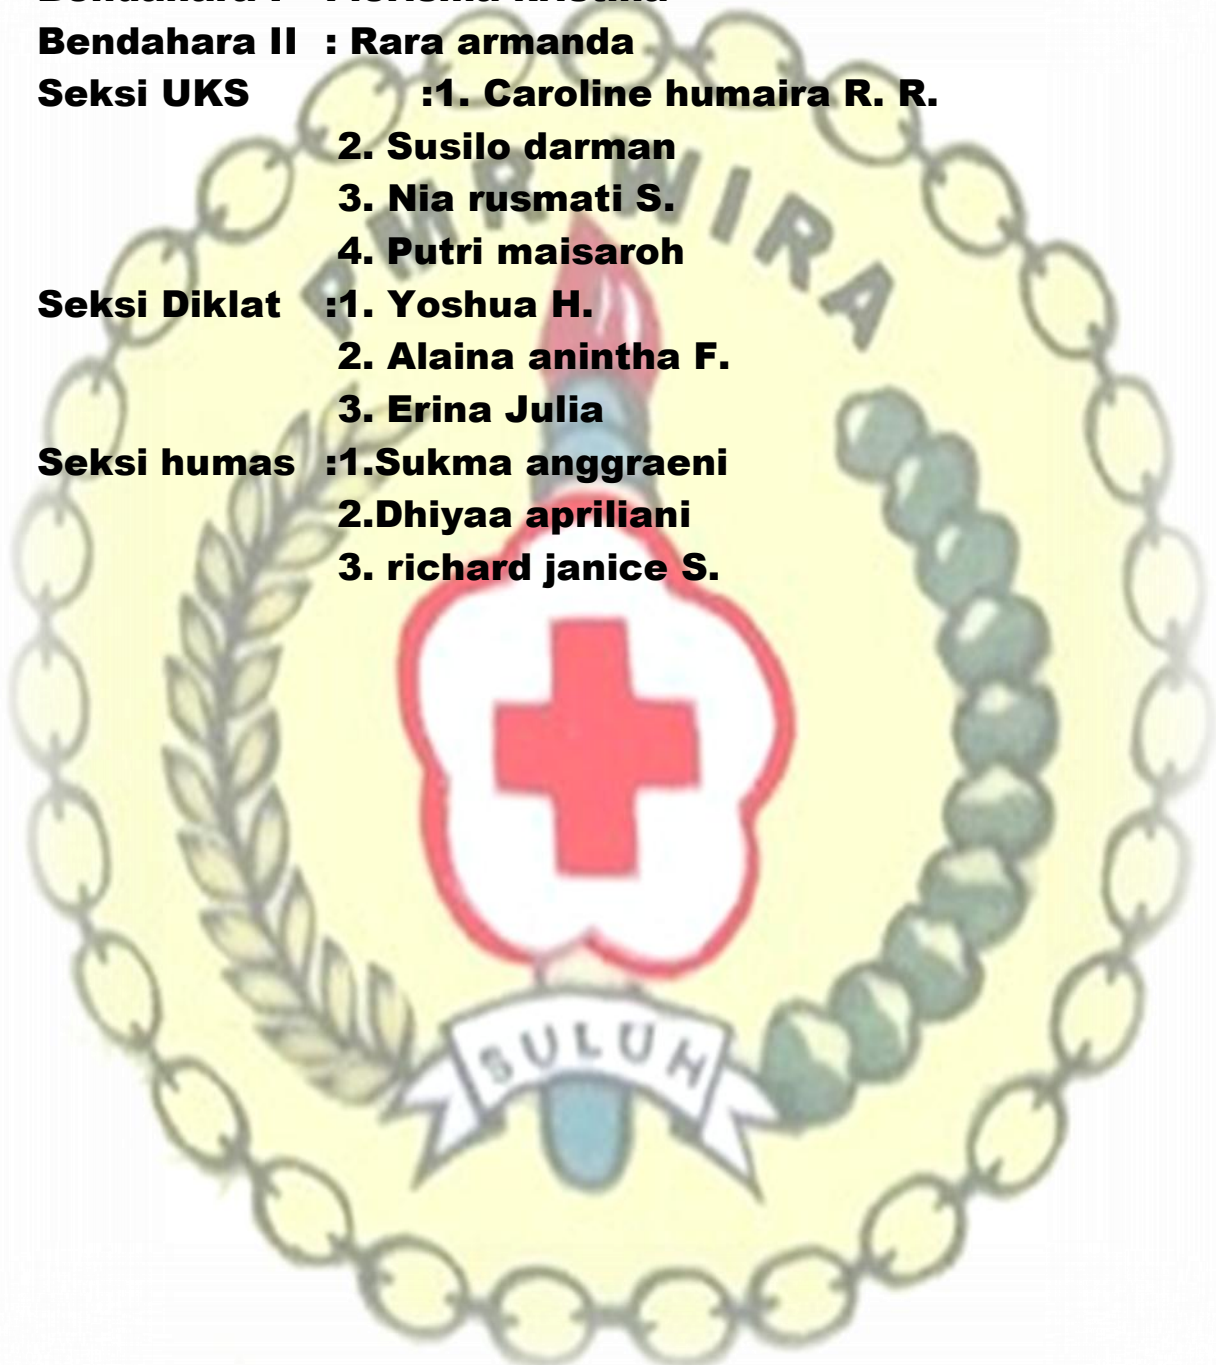 Bendahara II : Rara armanda
Seksi UKS :1. Caroline humaira R. R.
2. Susilo darman
3. Nia rusmati S.
4. Putri maisaroh
Seksi Diklat :1. Yoshua H.
2. Alaina anintha F.
3. Erina Julia
Seksi humas :1.Sukma anggraeni
2.Dhiyaa apriliani
3. richard janice S.
PMR WIRA
SULUH